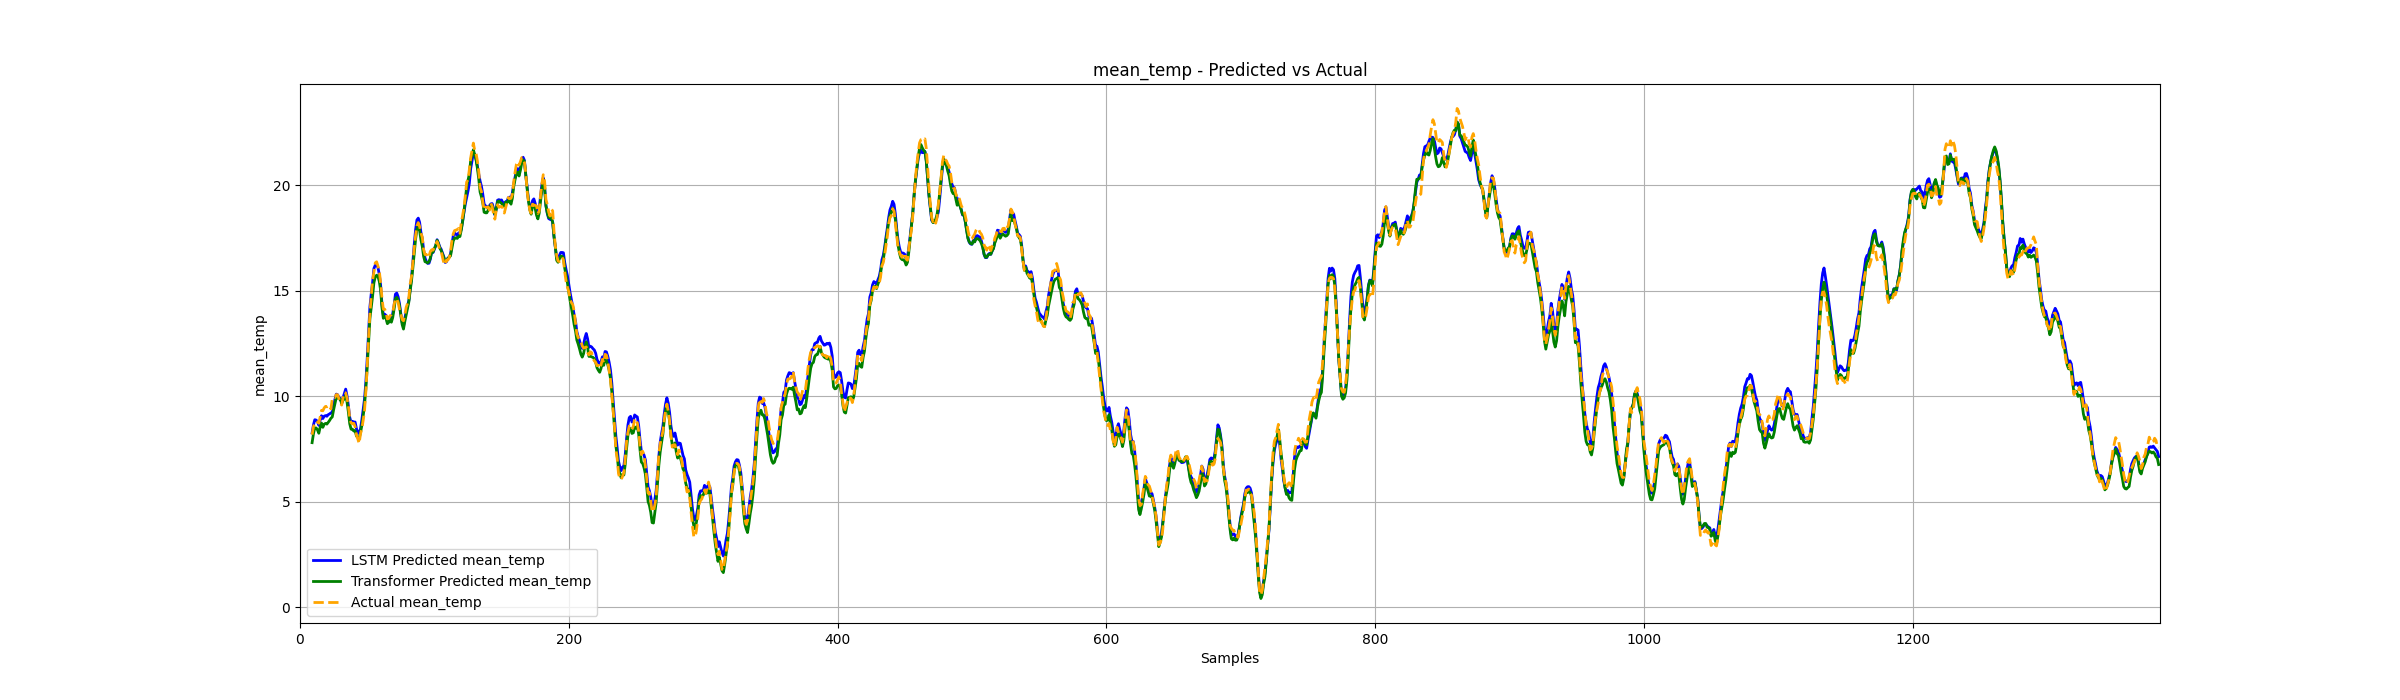 mean_temp - Predicted vs Actual
mean_temp
20
15
10
5
0
LSTM Predicted mean_temp
Transformer Predicted mean_temp
Actual mean_temp
0 200 400 600 800 1000 1200
Samples